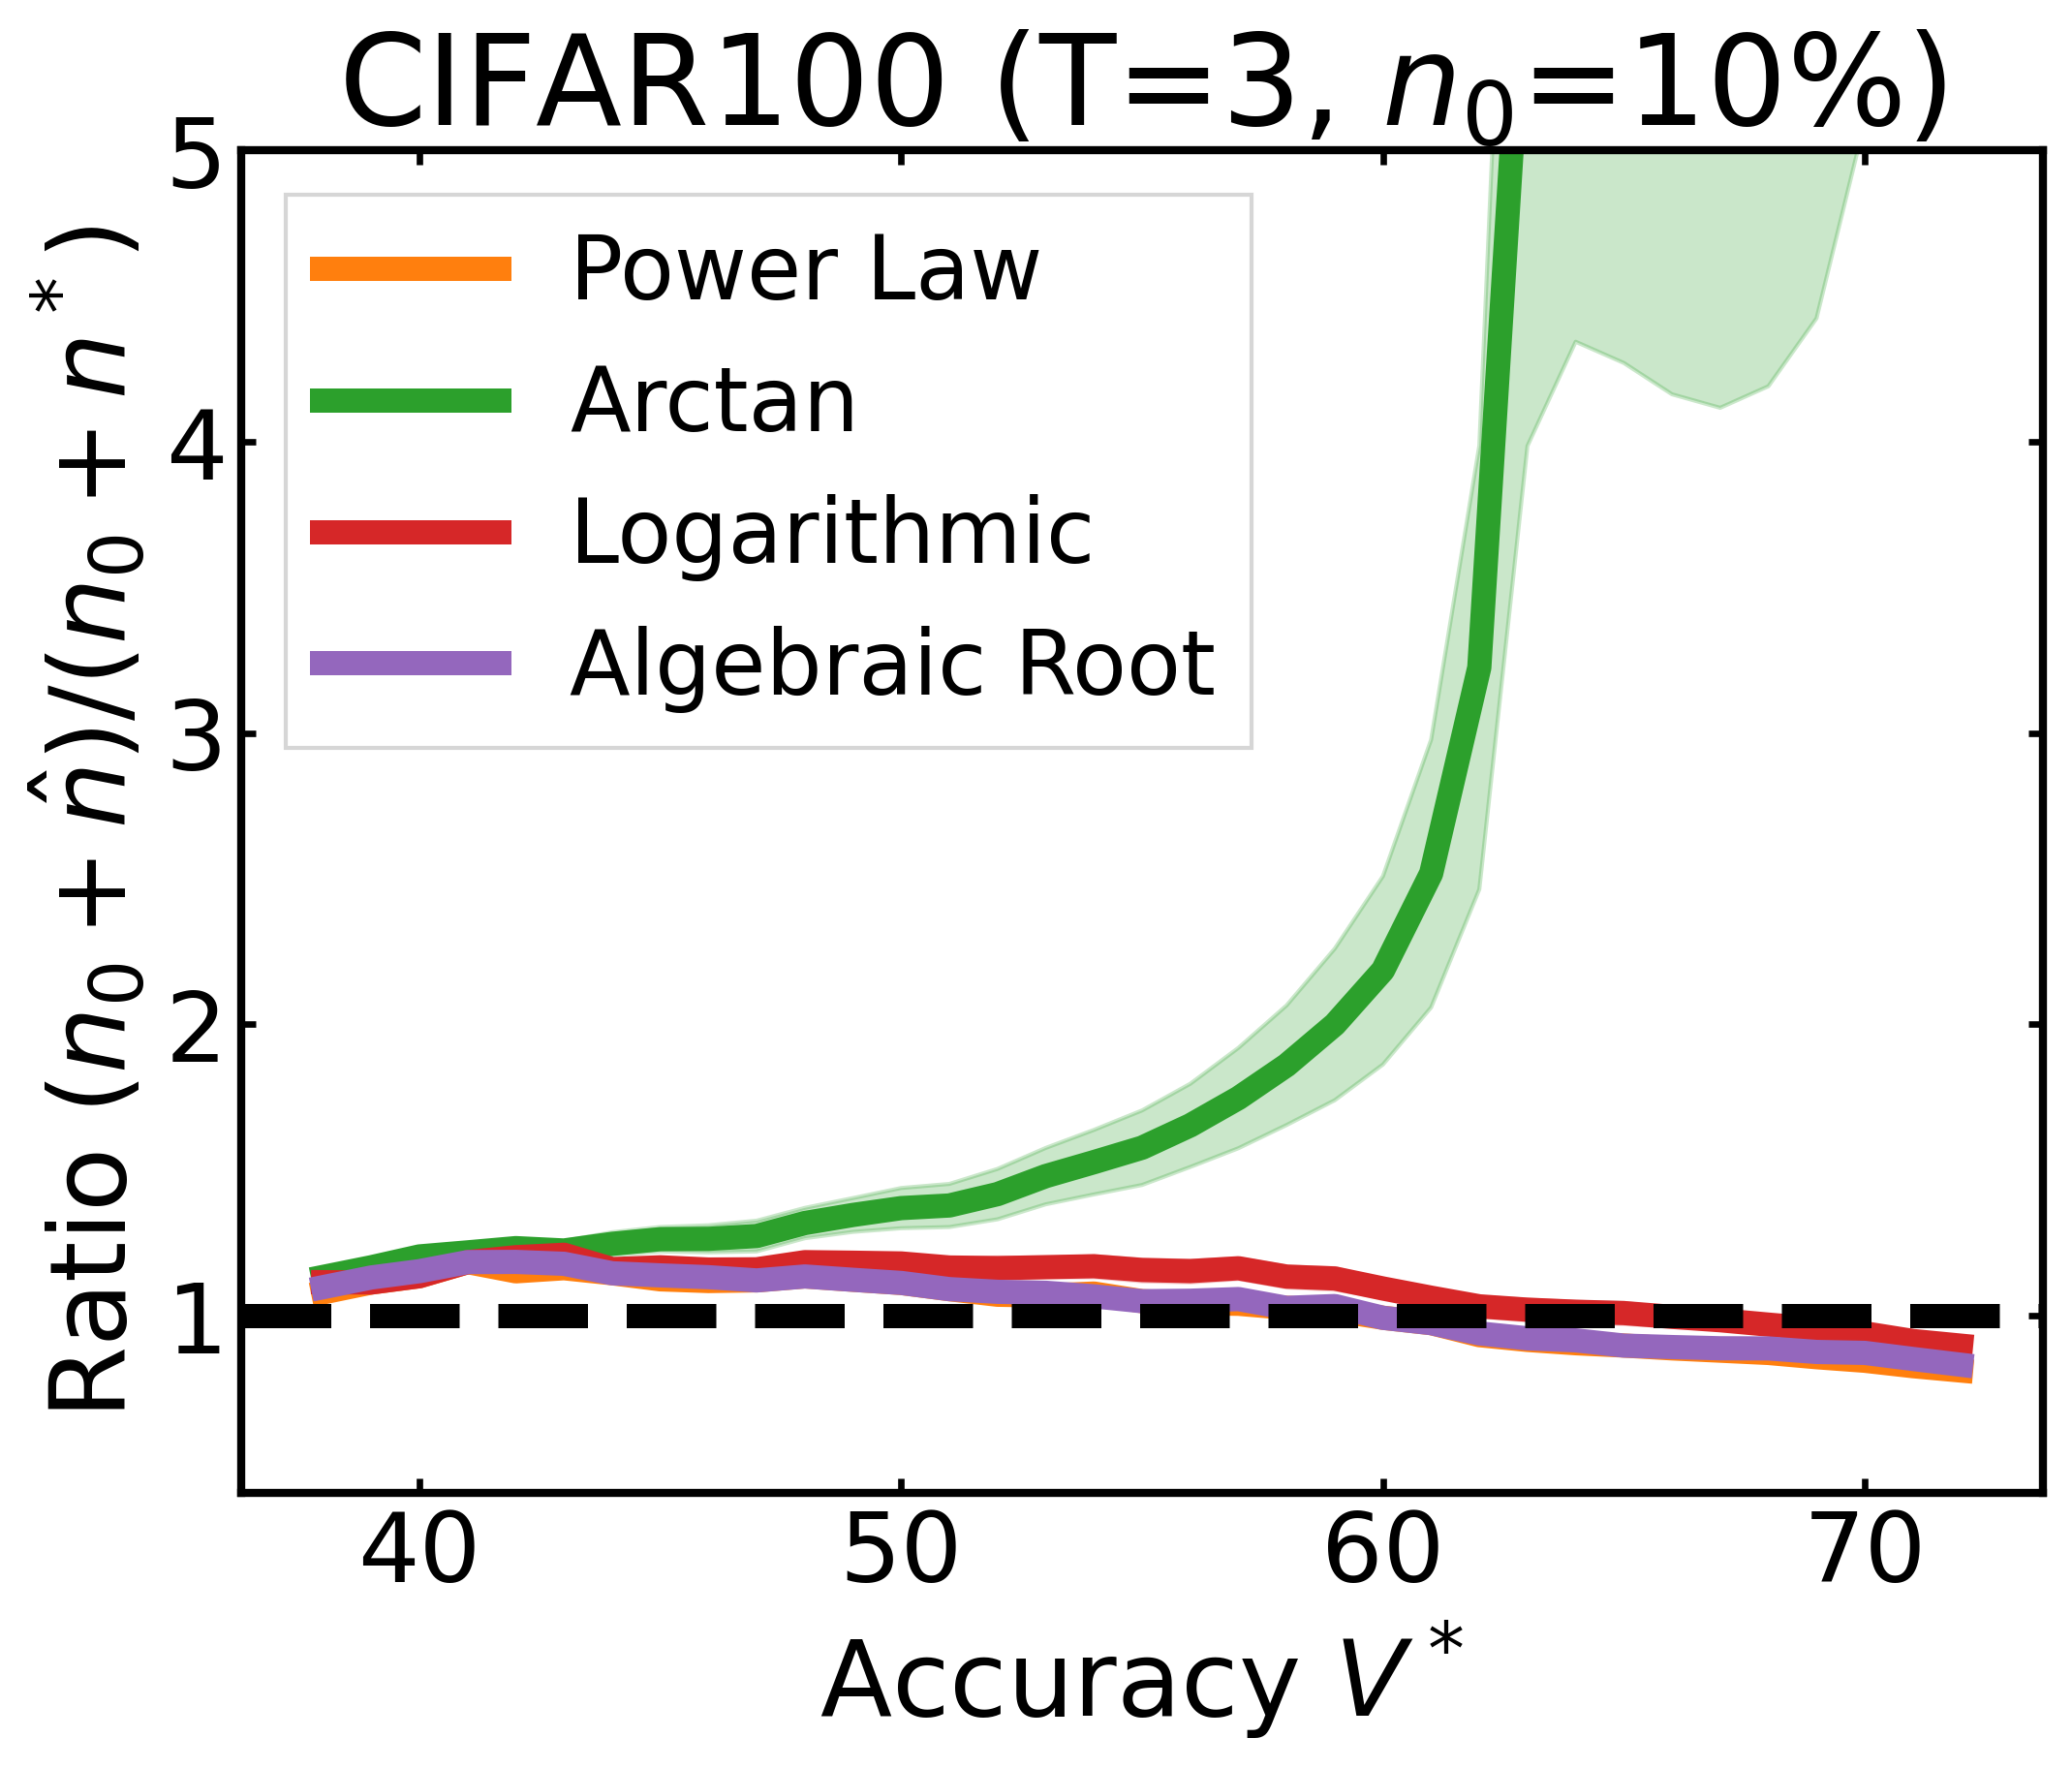 CIFAR100 (T=3, n₀=10%)
Ratio (n₀ + n̂)/(n₀ + n*)
5
4
3
2
1
Power Law
Arctan
Logarithmic
Algebraic Root
40 50 60 70
Accuracy V*